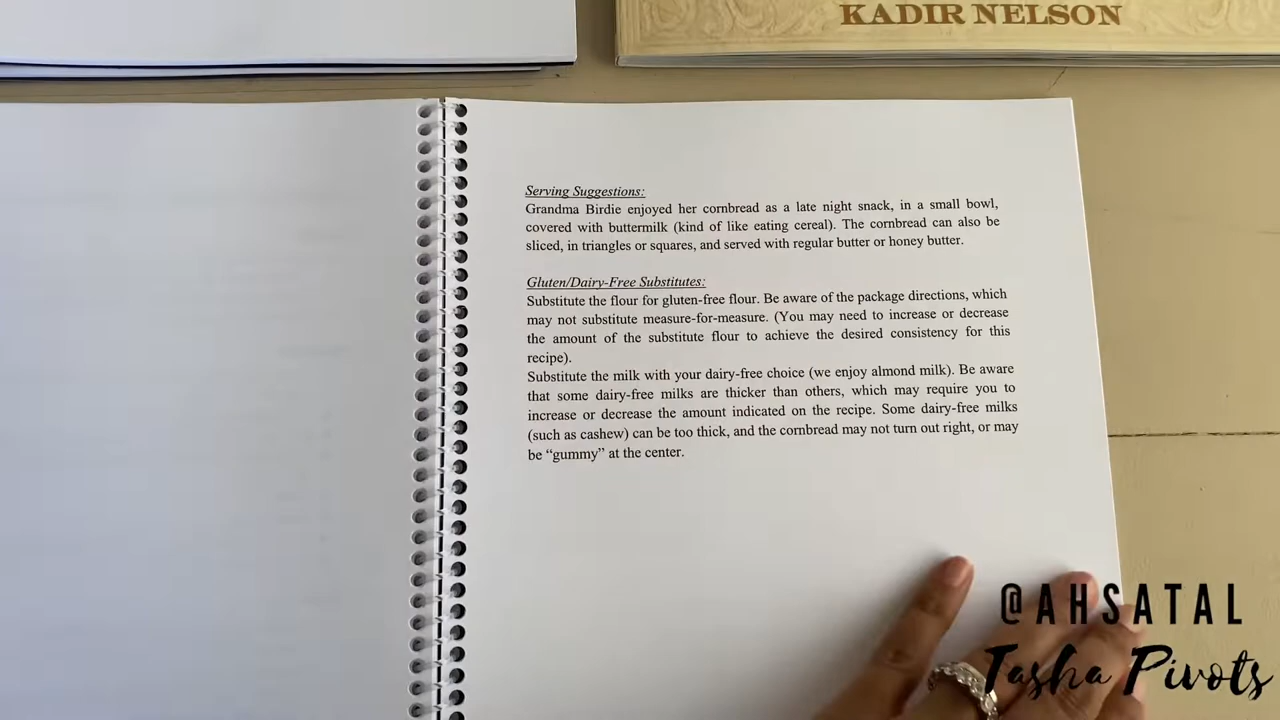 KADIR NELSON
Serving Suggestions:
Grandma Birdie enjoyed her cornbread as a late night snack, in a small bowl,
covered with buttermilk (kind of like eating cereal). The cornbread can also be
sliced, in triangles or squares, and served with regular butter or honey butter.
Gluten/Dairy-Free Substitutes:
Substitute the flour for gluten-free flour. Be aware of the package directions, which
may not substitute measure-for-measure. (You may need to increase or decrease
the amount of the substitute flour to achieve the desired consistency for this
recipe).
Substitute the milk with your dairy-free choice (we enjoy almond milk). Be aware
that some dairy-free milks are thicker than others, which may require you to
increase or decrease the amount indicated on the recipe. Some dairy-free milks
(such as cashew) can be too thick, and the cornbread may not turn out right, or may
be “gummy” at the center.
@AHSATAL
Tasha Pivots